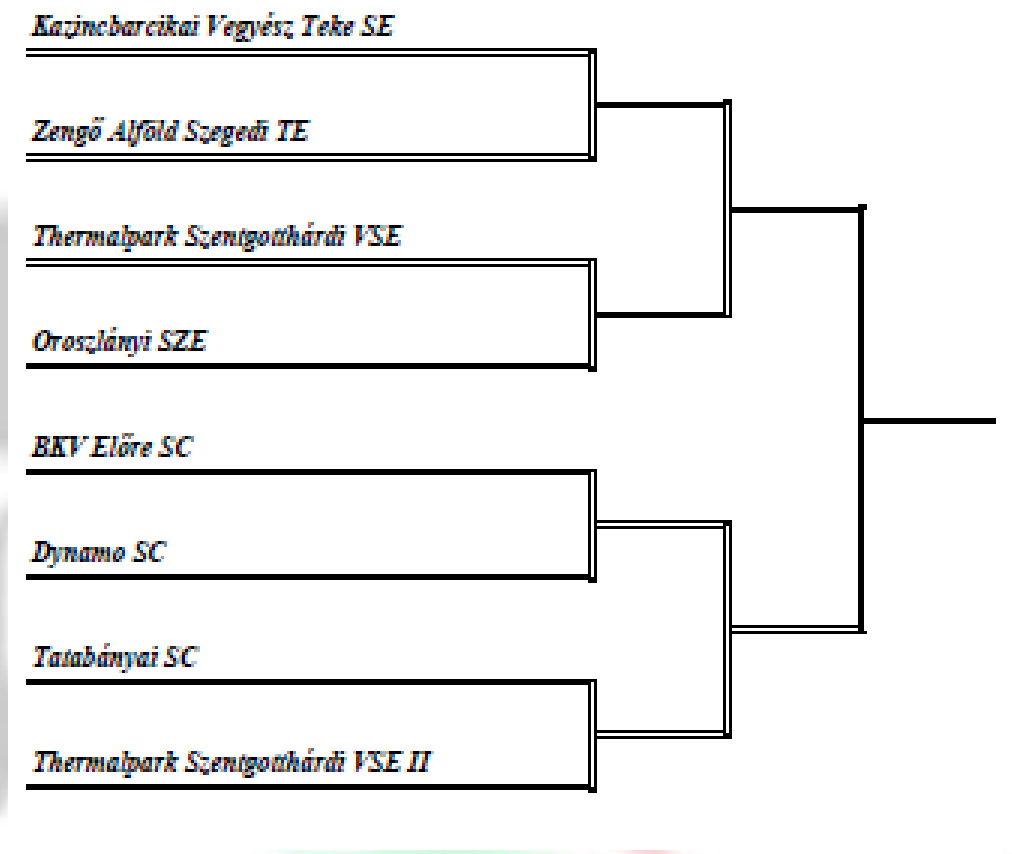 Kazincbarcikai Vegyész Teke SE
Zengő Alföld Szegedi TE
Thermalpark Szentgotthárdi VSE
Oroszlányi SZE
BKV Előre SC
Dynamo SC
Tatabányai SC
Thermalpark Szentgotthárdi VSE II